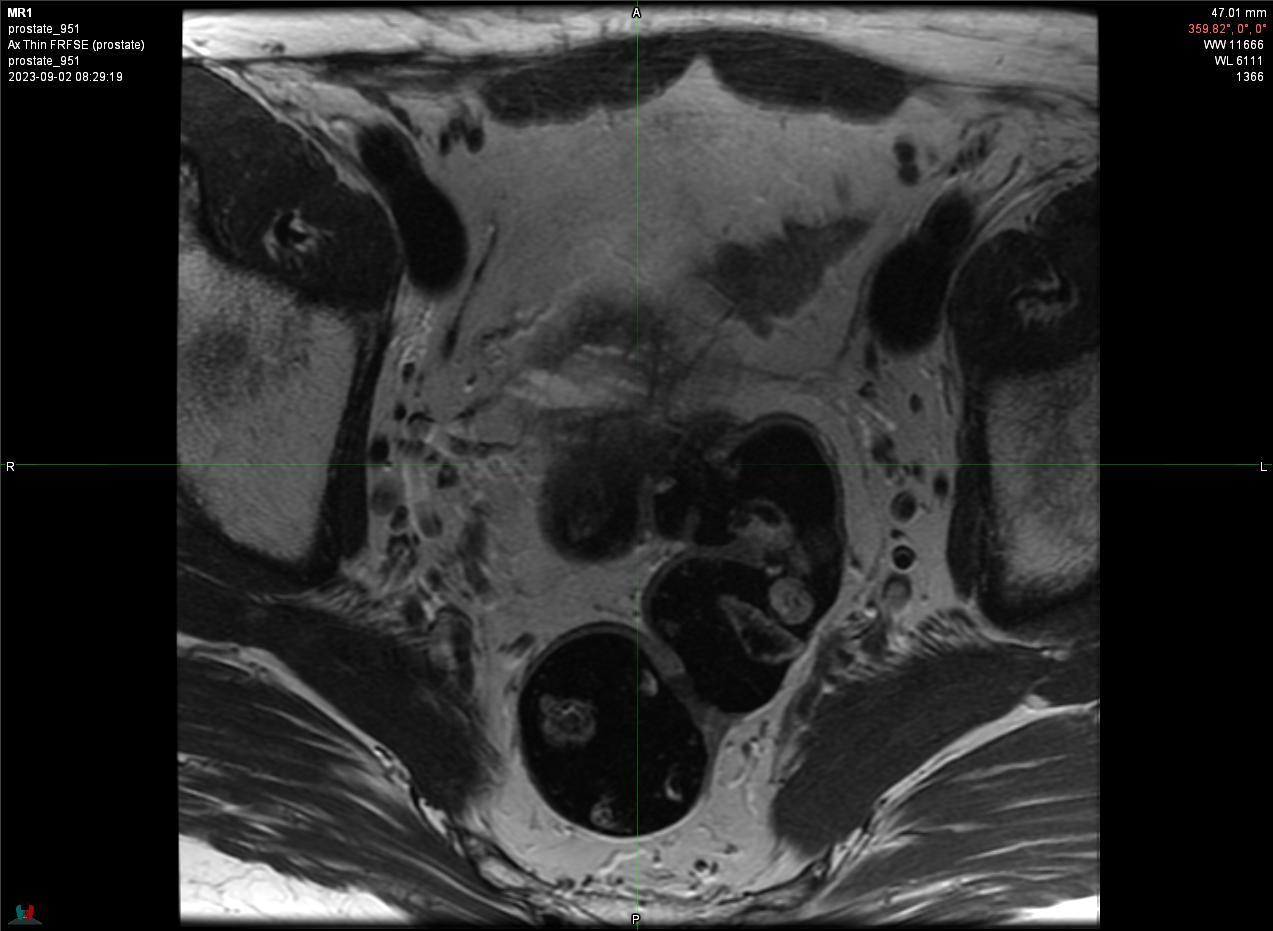 MR1
prostate_951
Ax Thin FRFSE (prostate)
prostate_951
2023-09-02 08:29:19
A
47.01 mm
359.82°, 0°, 0°
WW 11666
WL 6111
1366
R
L
P